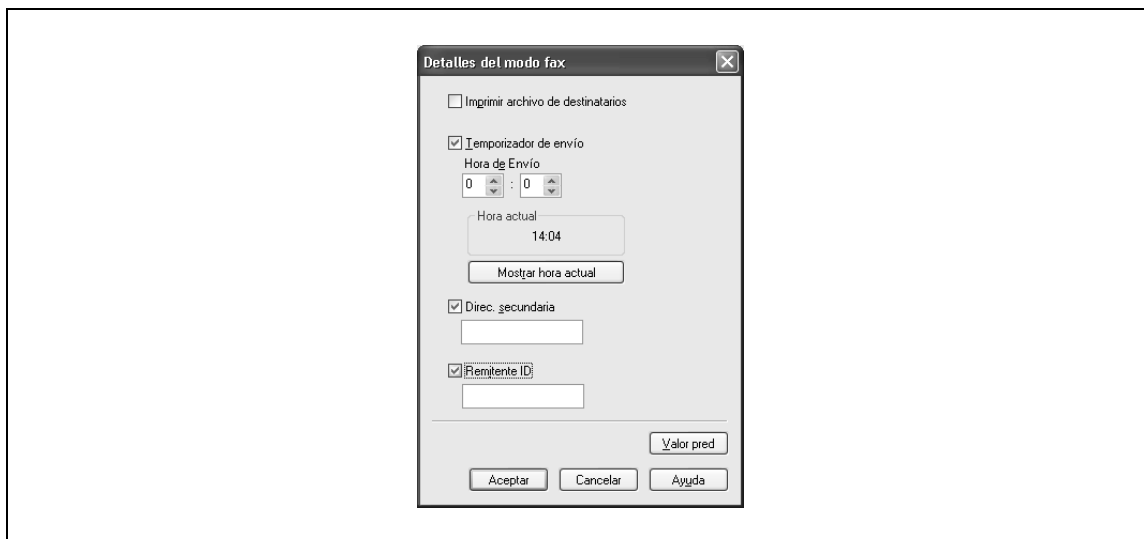 Detalles del modo fax
Imprimir archivo de destinatarios
Temporizador de envío
Hora de Envío
0 : 0
Hora actual
14:04
Mostrar hora actual
Direc. secundaria
Remitente ID
Valor pred
Aceptar Cancelar Ayuda